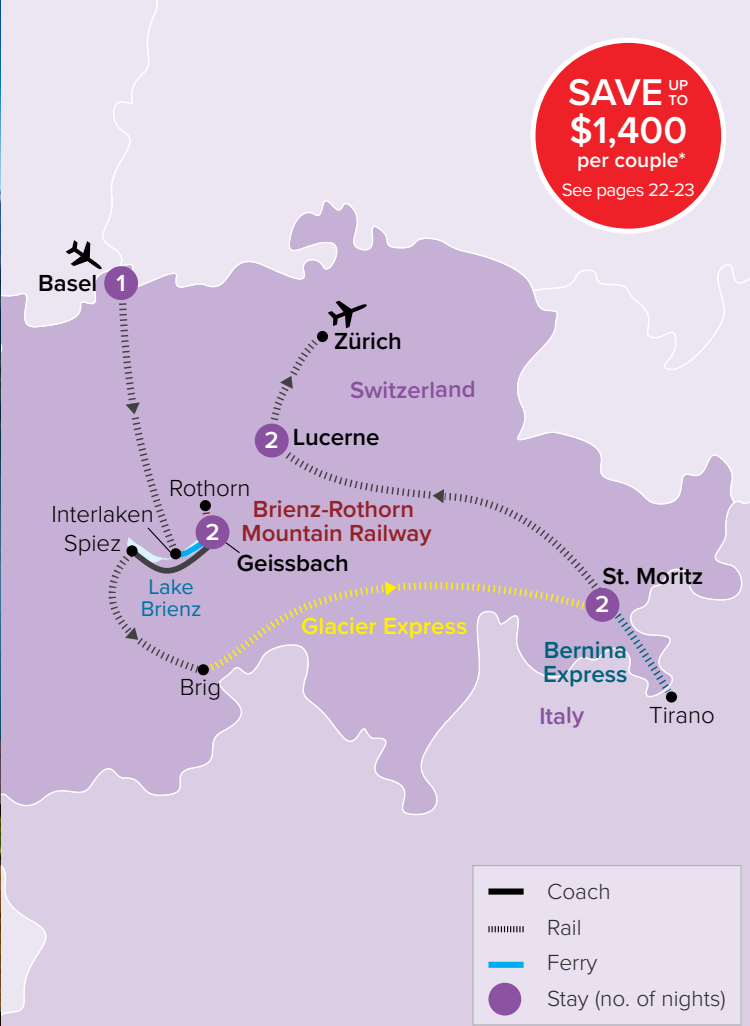 SAVE UP TO
$1,400
per couple*
See pages 22-23
Basel 1
Zürich
Switzerland
2 Lucerne
Rothorn
Interlaken
Spiez
Brienz-Rothorn
Mountain Railway
2
Geissbach
Lake
Brienz
St. Moritz
2
Glacier Express
Bernina
Express
Brig
Italy
Tirano
Coach
Rail
Ferry
Stay (no. of nights)